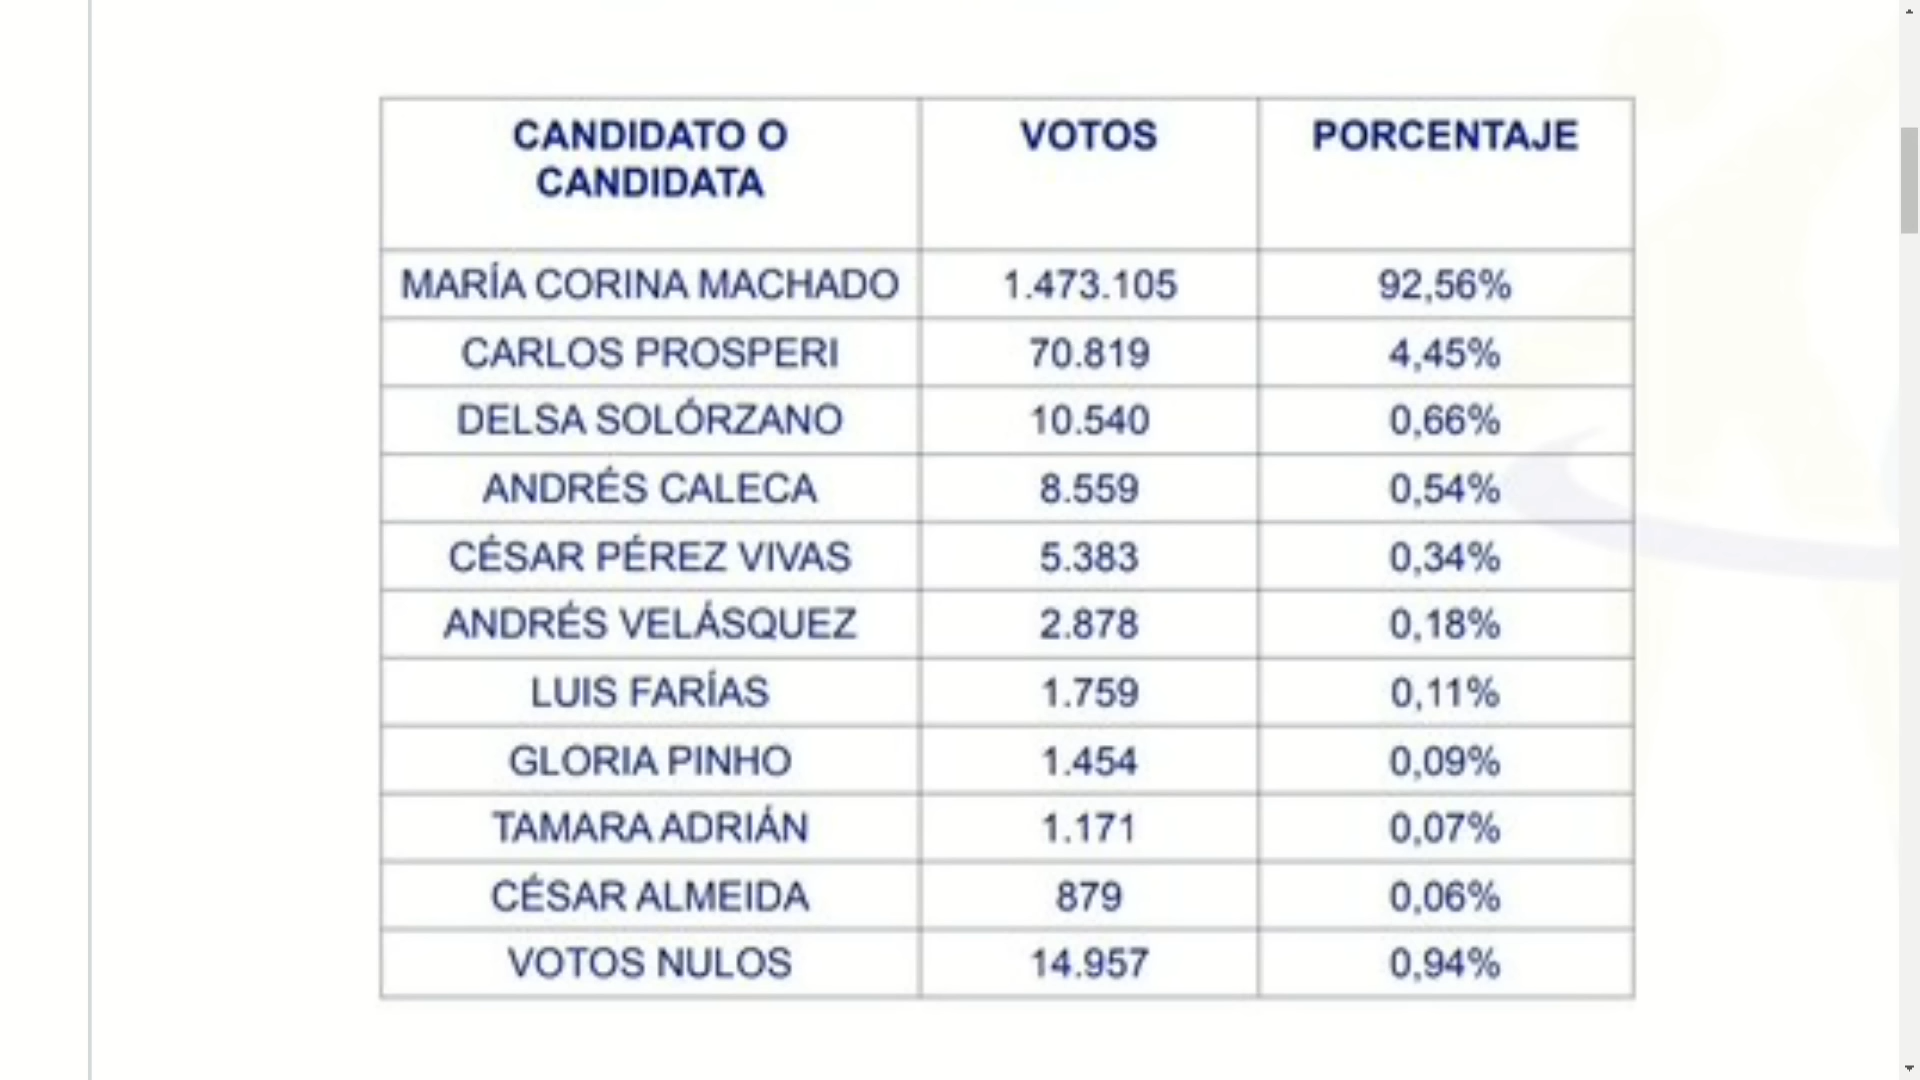 CANDIDATO O CANDIDATA VOTOS PORCENTAJE
MARÍA CORINA MACHADO 1.473.105 92,56%
CARLOS PROSPERI 70.819 4,45%
DELSA SOLÓRZANO 10.540 0,66%
ANDRÉS CALECA 8.559 0,54%
CÉSAR PÉREZ VIVAS 5.383 0,34%
ANDRÉS VELÁSQUEZ 2.878 0,18%
LUIS FARÍAS 1.759 0,11%
GLORIA PINHO 1.454 0,09%
TAMARA ADRIÁN 1.171 0,07%
CÉSAR ALMEIDA 879 0,06%
VOTOS NULOS 14.957 0,94%